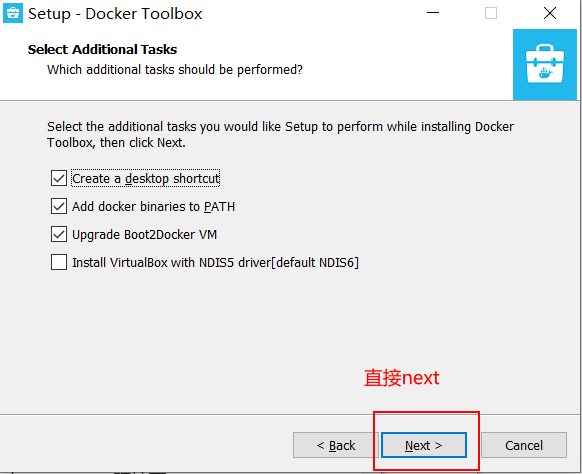 Setup - Docker Toolbox
Select Additional Tasks
Which additional tasks should be performed?
Select the additional tasks you would like Setup to perform while installing Docker
Toolbox, then click Next.
Create a desktop shortcut
Add docker binaries to PATH
Upgrade Boot2Docker VM
Install VirtualBox with NDIS5 driver[default NDIS6]
直接next
< Back
Next >
Cancel